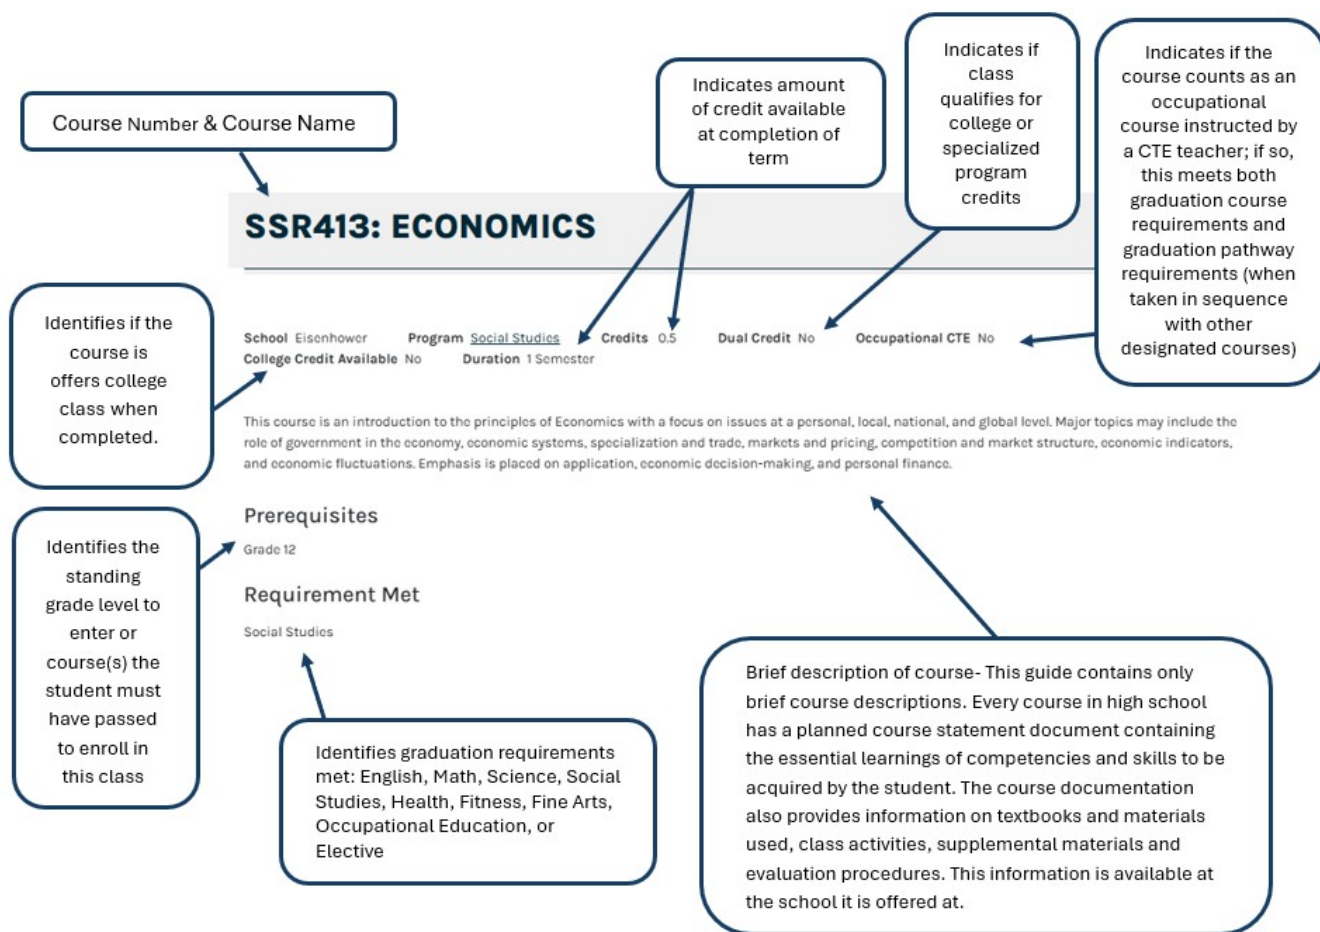 Course Number & Course Name
Indicates amount
of credit available
at completion of
term
Indicates if
class
qualifies for
college or
specialized
program
credits
Indicates if the
course counts as an
occupational
course instructed by
a CTE teacher; if so,
this meets both
graduation course
requirements and
graduation pathway
requirements (when
taken in sequence
with other
designated courses)
SSR413: ECONOMICS
Identifies if the
course is
offers college
class when
completed.
School Eisenhower Program Social Studies Credits 0.5 Dual Credit No Occupational CTE No
College Credit Available No Duration 1 Semester
This course is an introduction to the principles of Economics with a focus on issues at a personal, local, national, and global level. Major topics may include the
role of government in the economy, economic systems, specialization and trade, markets and pricing, competition and market structure, economic indicators,
and economic fluctuations. Emphasis is placed on application, economic decision-making, and personal finance.
Prerequisites
Grade 12
Identifies the
standing
grade level to
enter or
course(s) the
student must
have passed
to enroll in
this class
Requirement Met
Social Studies
Identifies graduation requirements
met: English, Math, Science, Social
Studies, Health, Fitness, Fine Arts,
Occupational Education, or
Elective
Brief description of course- This guide contains only
brief course descriptions. Every course in high school
has a planned course statement document containing
the essential learnings of competencies and skills to be
acquired by the student. The course documentation
also provides information on textbooks and materials
used, class activities, supplemental materials and
evaluation procedures. This information is available at
the school it is offered at.